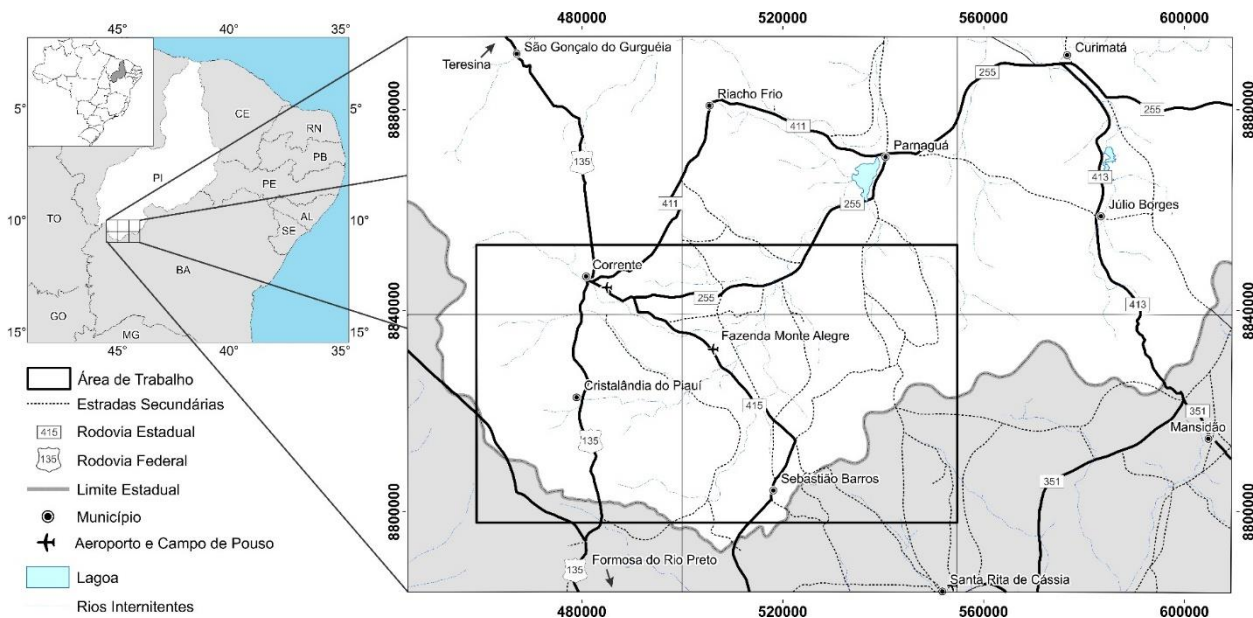 45°
40°
35°
5°
5°
10°
10°
15°
15°
45°
40°
35°
CE
RN
PB
PE
AL
SE
PI
TO
BA
GO
MG
Área de Trabalho
Estradas Secundárias
415
Rodovia Estadual
135
Rodovia Federal
Limite Estadual
Município
Aeroporto e Campo de Pouso
Lagoa
Rios Internitentes
480000
520000
560000
600000
8880000
8840000
8800000
São Gonçalo do Gurguéia
Teresina
Curimatá
255
255
Riacho Frio
411
Parnaguá
135
413
411
255
Júlio Borges
Corrente
255
413
Fazenda Monte Alegre
Cristalândia do Piauí
415
351
Mansidão
135
Sebastião Barros
351
Formosa do Rio Preto
135
Santa Rita de Cássia
8880000
8840000
8800000
480000
520000
560000
600000